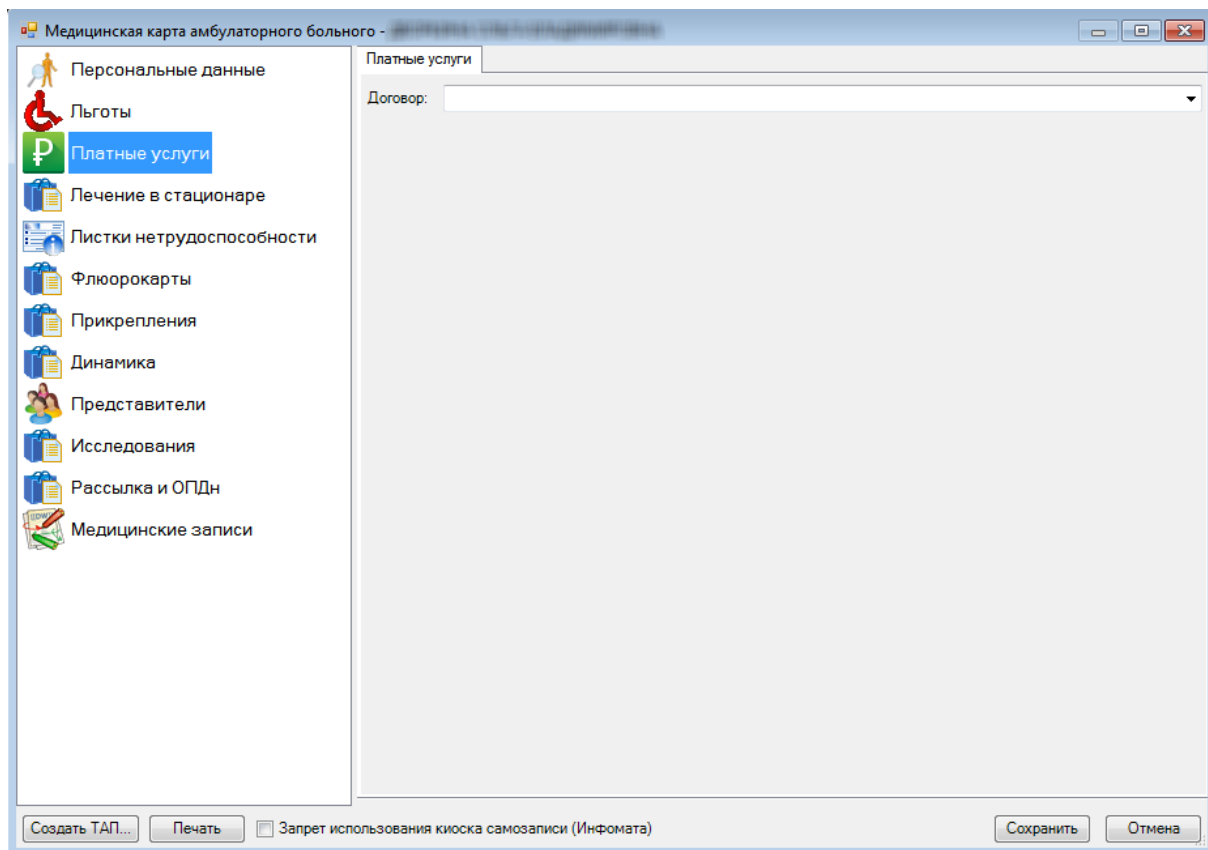 Медицинская карта амбулаторного больного -
Персональные данные
Льготы
Платные услуги
Лечение в стационаре
Листки нетрудоспособности
Флюорокарты
Прикрепления
Динамика
Представители
Исследования
Рассылка и ОПДн
Медицинские записи
Платные услуги
Договор:
Создать ТАП... Печать Запрет использования киоска самозаписи (Инфомата) Сохранить Отмена